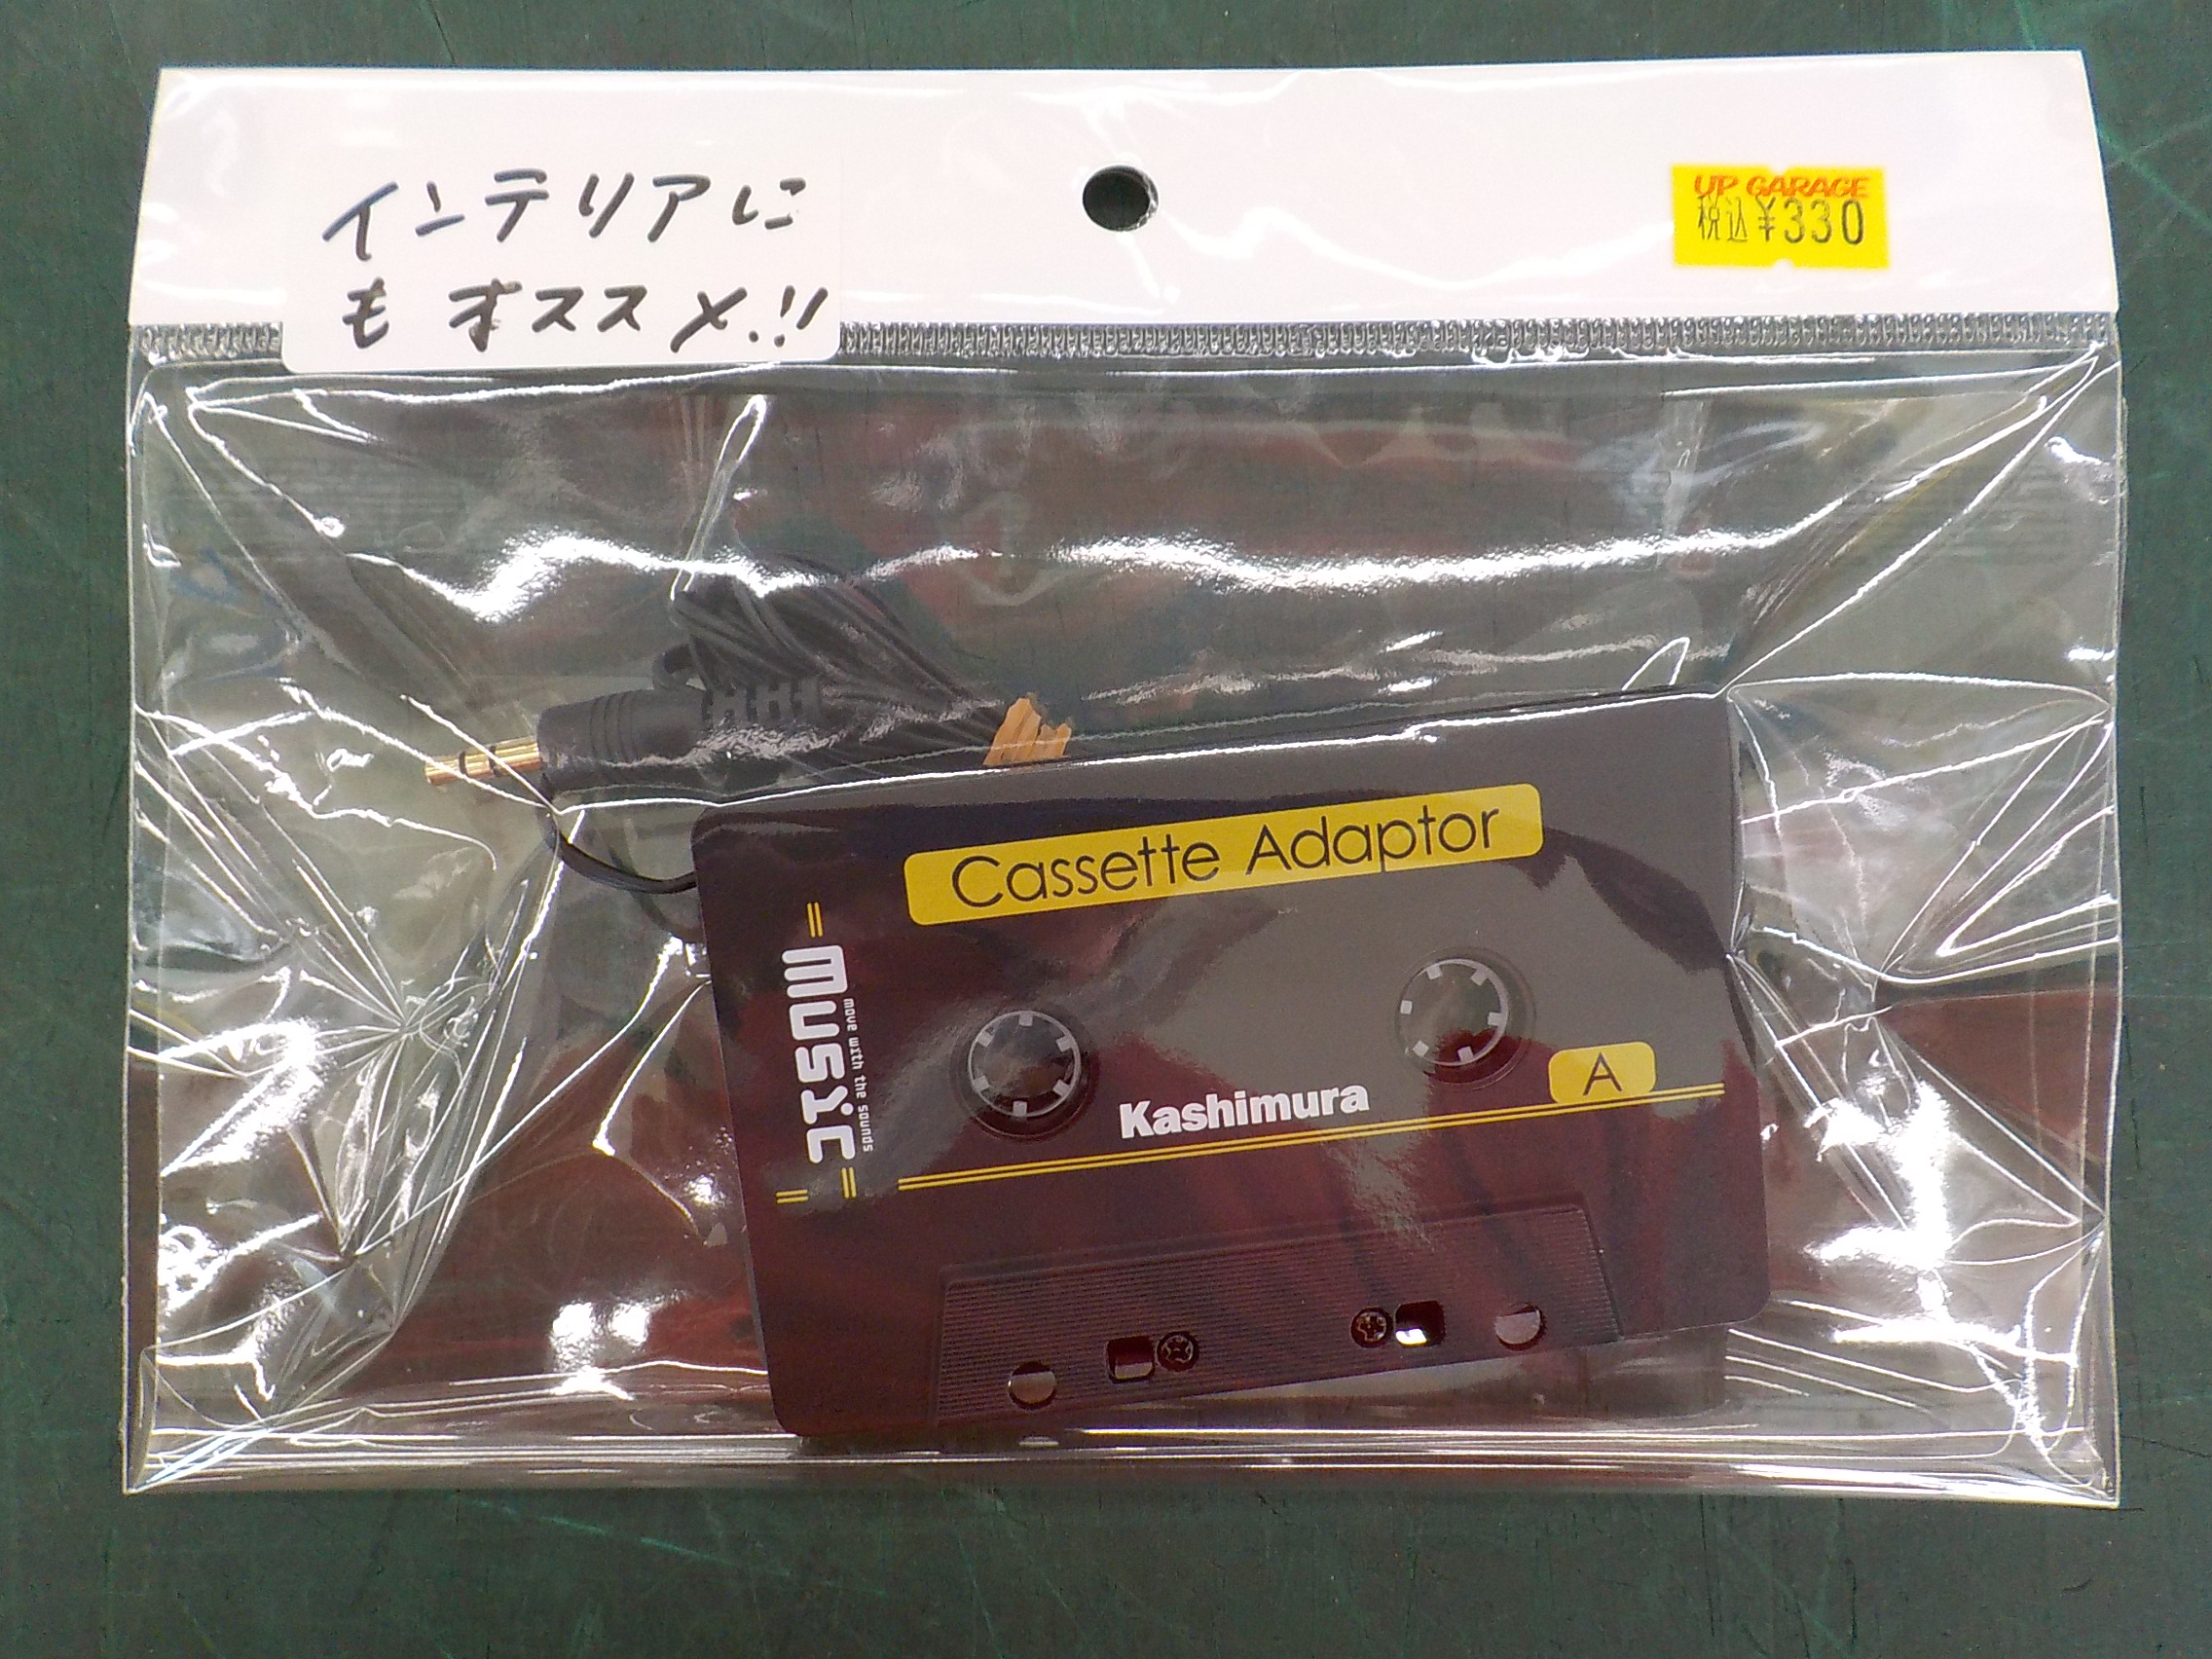 インテリアに
も オススメ!!
UP GARAGE
税込¥330
Cassette Adaptor
music
move with the sounds
Kashimura
A